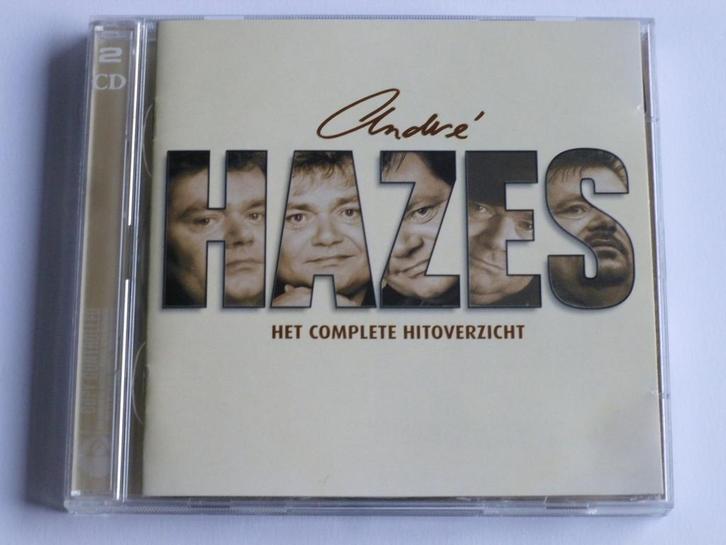 2
CD
André
HAZES
HET COMPLETE HITOVERZICHT